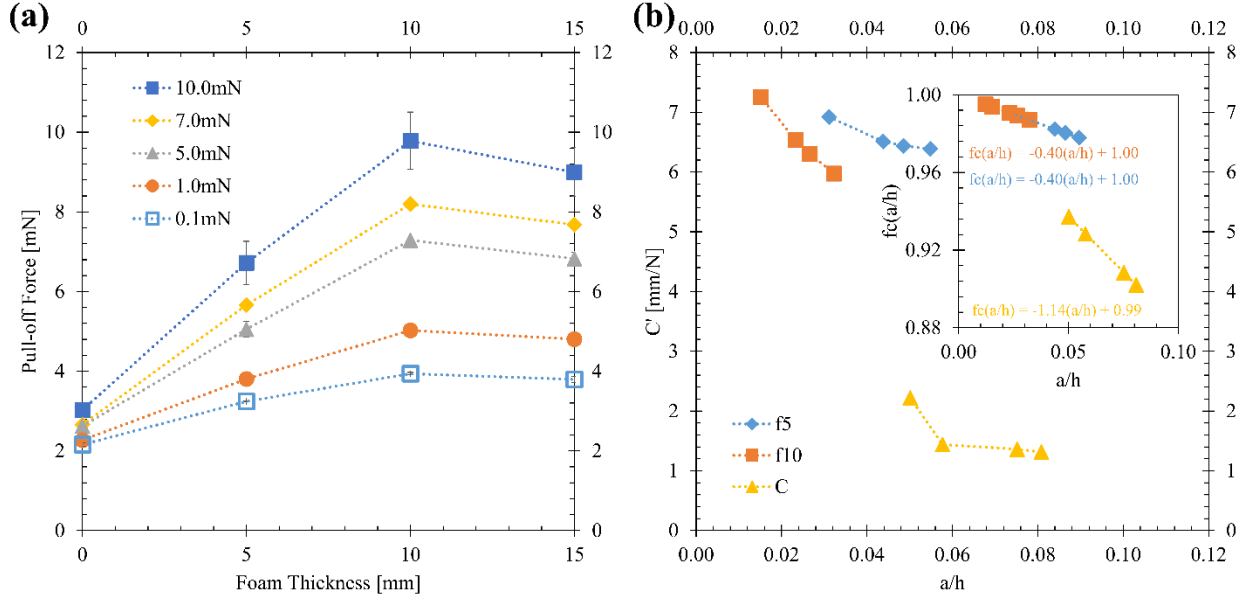 (a)
0 5 10 15
12 12
10 10
8 8
6 6
4 4
2 2
0 0
0 5 10 15
Pull-off Force [mN]
Foam Thickness [mm]
10.0mN
7.0mN
5.0mN
1.0mN
0.1mN
(b)
0.00 0.02 0.04 0.06 0.08 0.10 0.12
8 8
7 7
6 6
5 5
4 4
3 3
2 2
1 1
0 0
0.00 0.02 0.04 0.06 0.08 0.10 0.12
C' [mm/N]
a/h
f5
f10
C
1.00
0.96
0.92
0.88
0.00 0.05 0.10
fc(a/h)
a/h
fc(a/h) -0.40(a/h) + 1.00
fc(a/h) = -0.40(a/h) + 1.00
fc(a/h) = -1.14(a/h) + 0.99